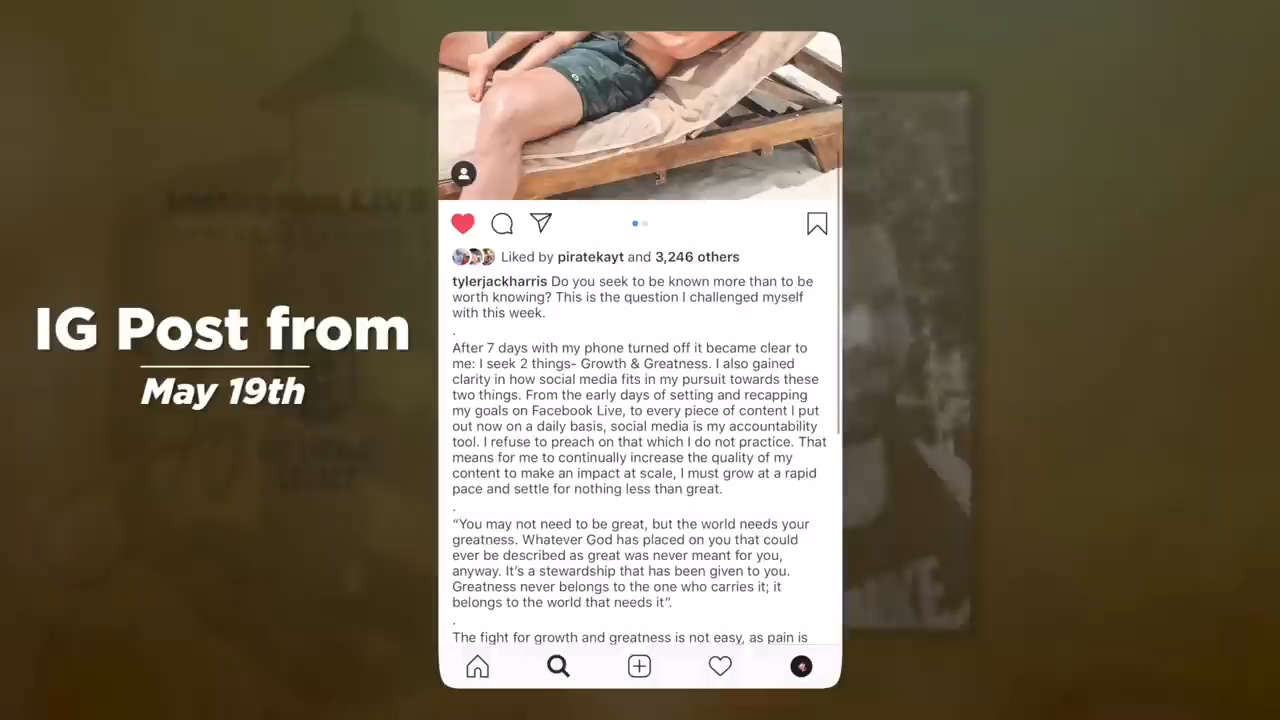 IG Post from
May 19th
Liked by piratekayt and 3,246 others
tylerjackharris Do you seek to be known more than to be
worth knowing? This is the question I challenged myself
with this week.
.
After 7 days with my phone turned off it became clear to
me: I seek 2 things- Growth & Greatness. I also gained
clarity in how social media fits in my pursuit towards these
two things. From the early days of setting and recapping
my goals on Facebook Live, to every piece of content I put
out now on a daily basis, social media is my accountability
tool. I refuse to preach on that which I do not practice. That
means for me to continually increase the quality of my
content to make an impact at scale, I must grow at a rapid
pace and settle for nothing less than great.
.
“You may not need to be great, but the world needs your
greatness. Whatever God has placed on you that could
ever be described as great was never meant for you,
anyway. It’s a stewardship that has been given to you.
Greatness never belongs to the one who carries it; it
belongs to the world that needs it”.
.
The fight for growth and greatness is not easy, as pain is